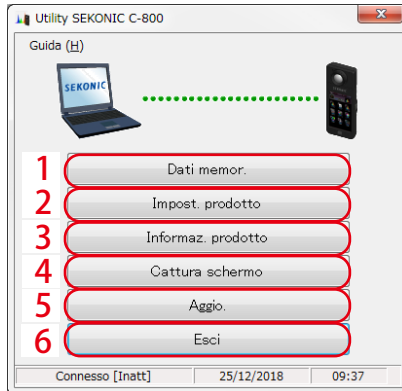 Utility SEKONIC C-800
Guida (H)
SEKONIC
1 Dati memor.
2 Impost. prodotto
3 Informaz. prodotto
4 Cattura schermo
5 Aggio.
6 Esci
Connesso [Inatt] 25/12/2018 09:37